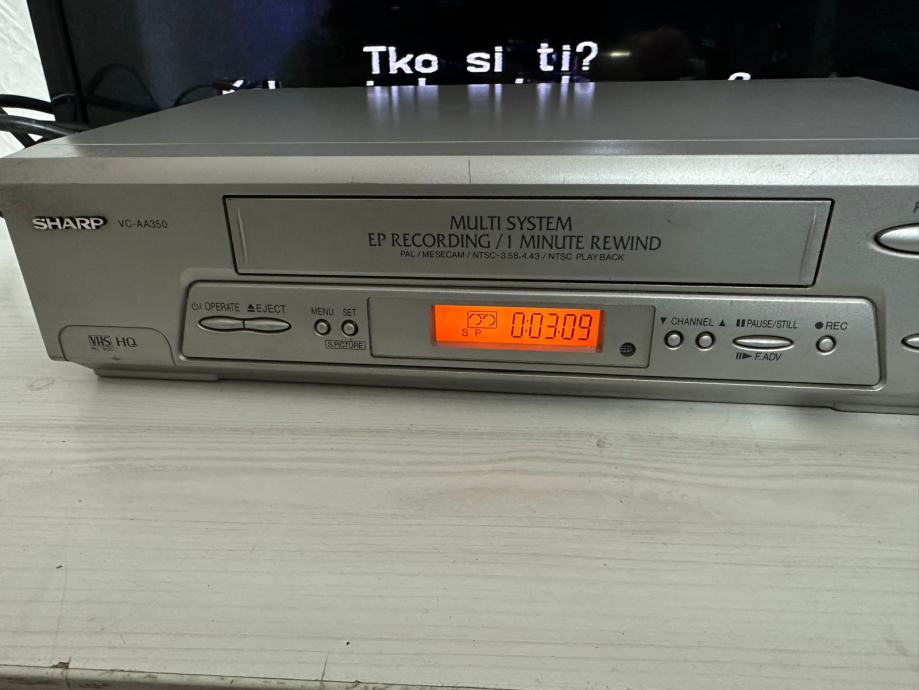 Tko si ti?
SHARP VC-AA350
MULTI SYSTEM
EP RECORDING / 1 MINUTE REWIND
PAL / MESECAM / NTSC-3.58, 4.43 / NTSC PLAY BACK
OPERATE ▲EJECT
MENU SET
S.PICTURE
SP 0:03:09
▼ CHANNEL ▲
PAUSE/STILL
F.ADV
●REC
VHS HQ